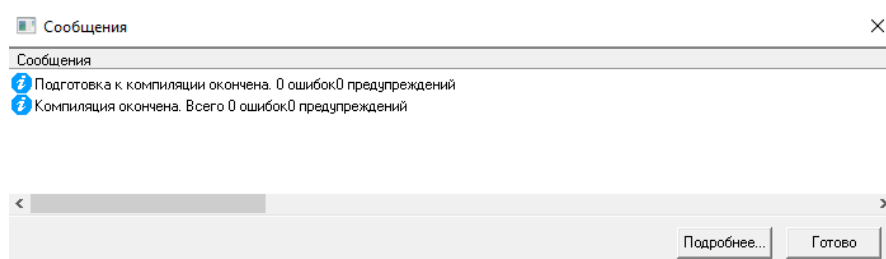 Сообщения
Сообщения
Подготовка к компиляции окончена. 0 ошибок0 предупреждений
Компиляция окончена. Всего 0 ошибок0 предупреждений
Подробнее... Готово